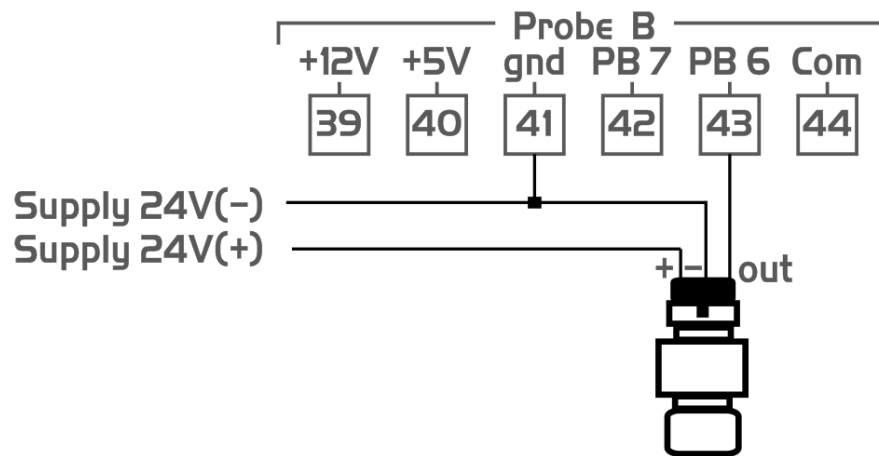 Probe B
+12V +5V gnd PB 7 PB 6 Com
39 40 41 42 43 44
Supply 24V(-)
Supply 24V(+)
+ - out